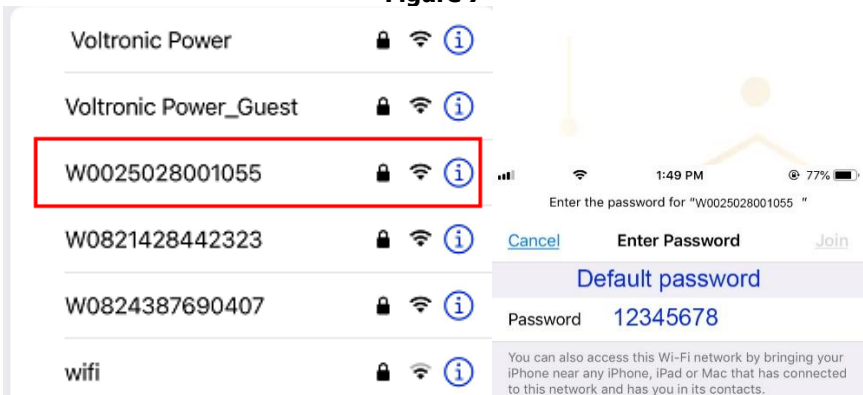 Voltronic Power
Voltronic Power_Guest
W0025028001055
W0821428442323
W0824387690407
wifi
1:49 PM
77%
Enter the password for "W0025028001055 "
Cancel Enter Password Join
Default password
Password 12345678
You can also access this Wi-Fi network by bringing your
iPhone near any iPhone, iPad or Mac that has connected
to this network and has you in its contacts.